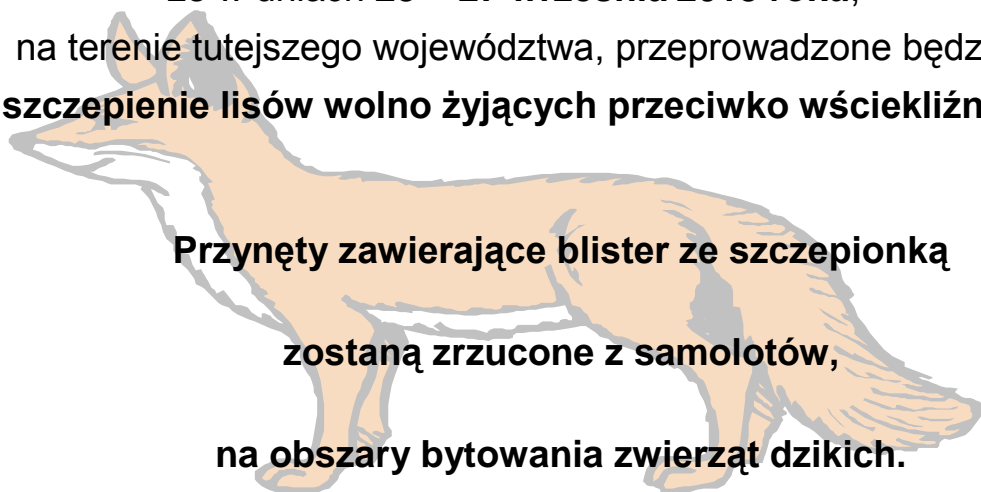 na terenie tutejszego województwa, przeprowadzone będz
szczepienie lisów wolno żyjących przeciwko wściekliźn
Przynęty zawierające blister ze szczepionką
zostaną zrzucone z samolotów,
na obszary bytowania zwierząt dzikich.